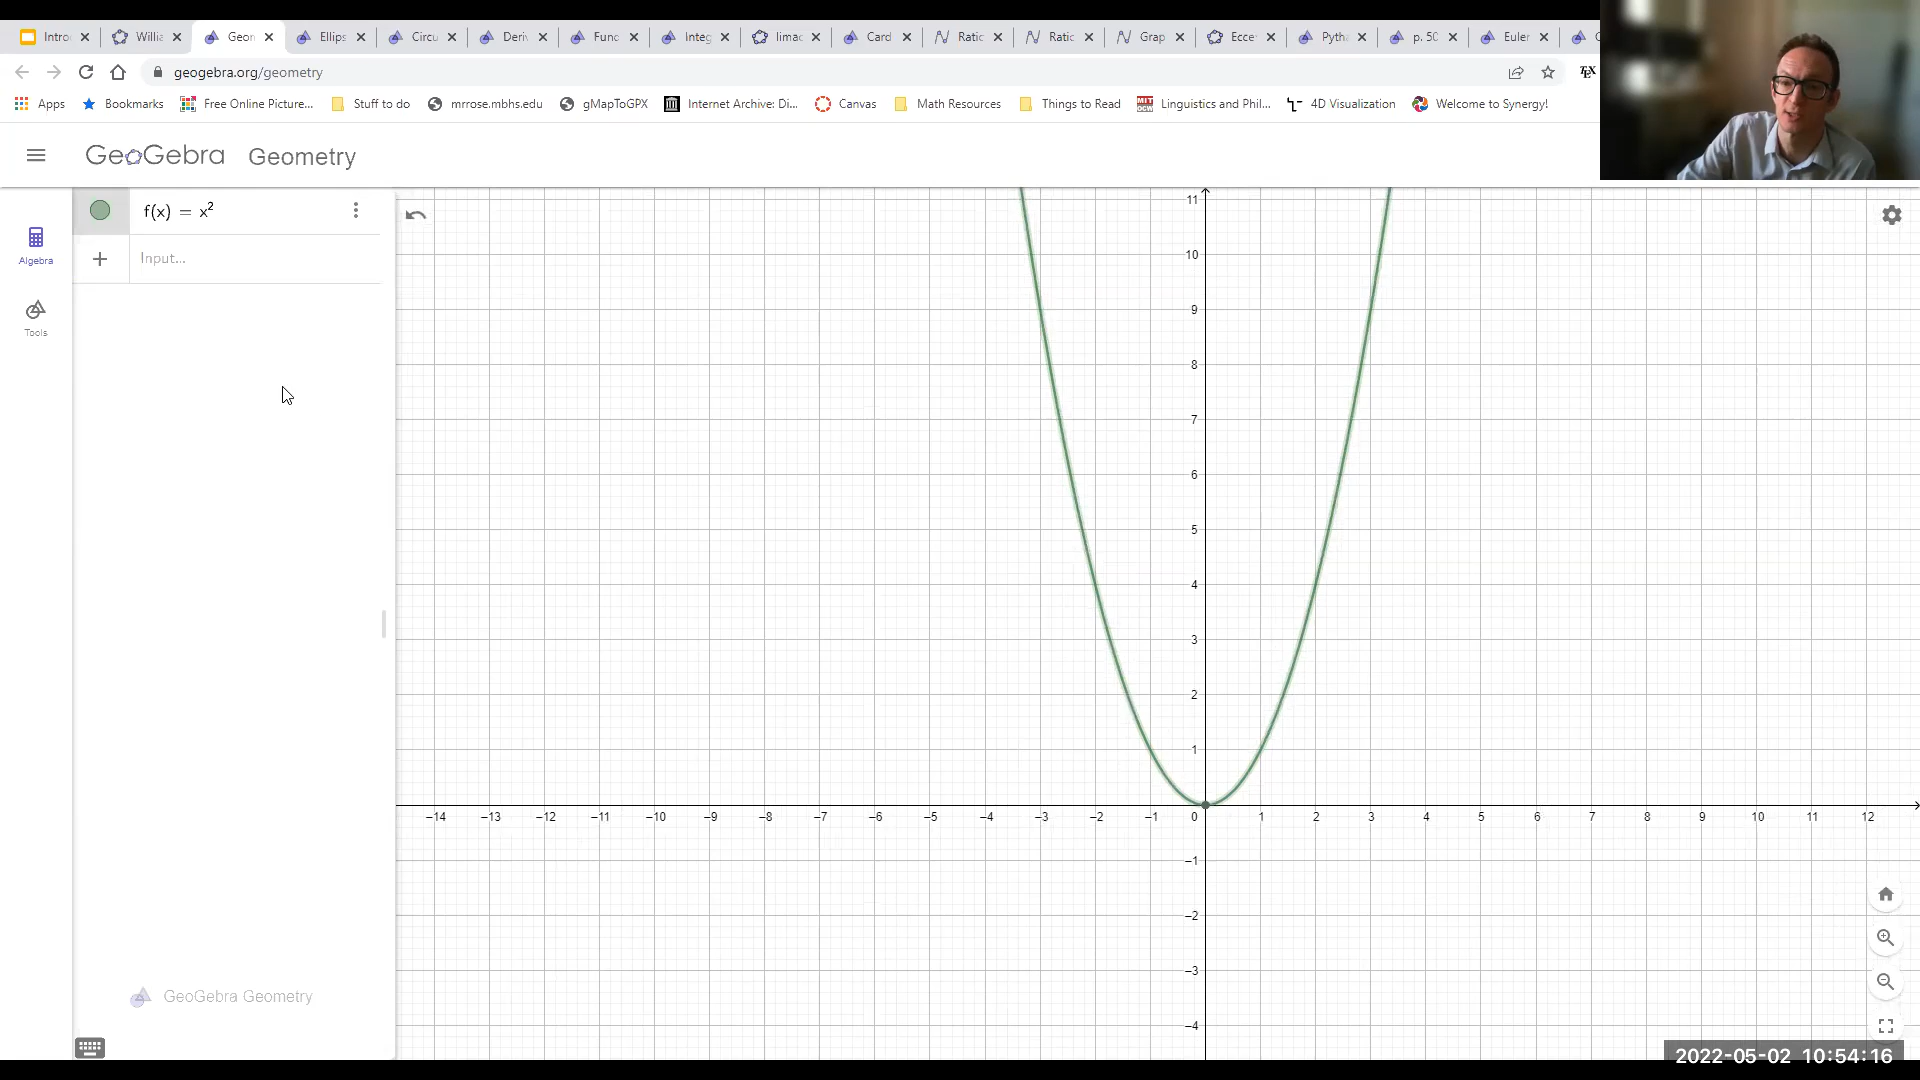 Intro
Willia
Geon
Ellips
Circu
Deriv
Func
Integ
limac
Card
Ratic
Ratic
Grap
Ecce
Pyth
p. 50
Euler
geogebra.org/geometry
TEX
Apps
Bookmarks
Free Online Picture...
Stuff to do
mrrose.mbhs.edu
gMapToGPX
Internet Archive: Di...
Canvas
Math Resources
Things to Read
Linguistics and Phil...
4D Visualization
Welcome to Synergy!
GeoGebra Geometry
f(x) = x²
Input...
Algebra
Tools
11
10
9
8
7
6
5
4
3
2
1
–14 –13 –12 –11 –10 –9 –8 –7 –6 –5 –4 –3 –2 –1 0 1 2 3 4 5 6 7 8 9 10 11 12
–1
–2
–3
–4
GeoGebra Geometry
2022-05-02 10:54:16